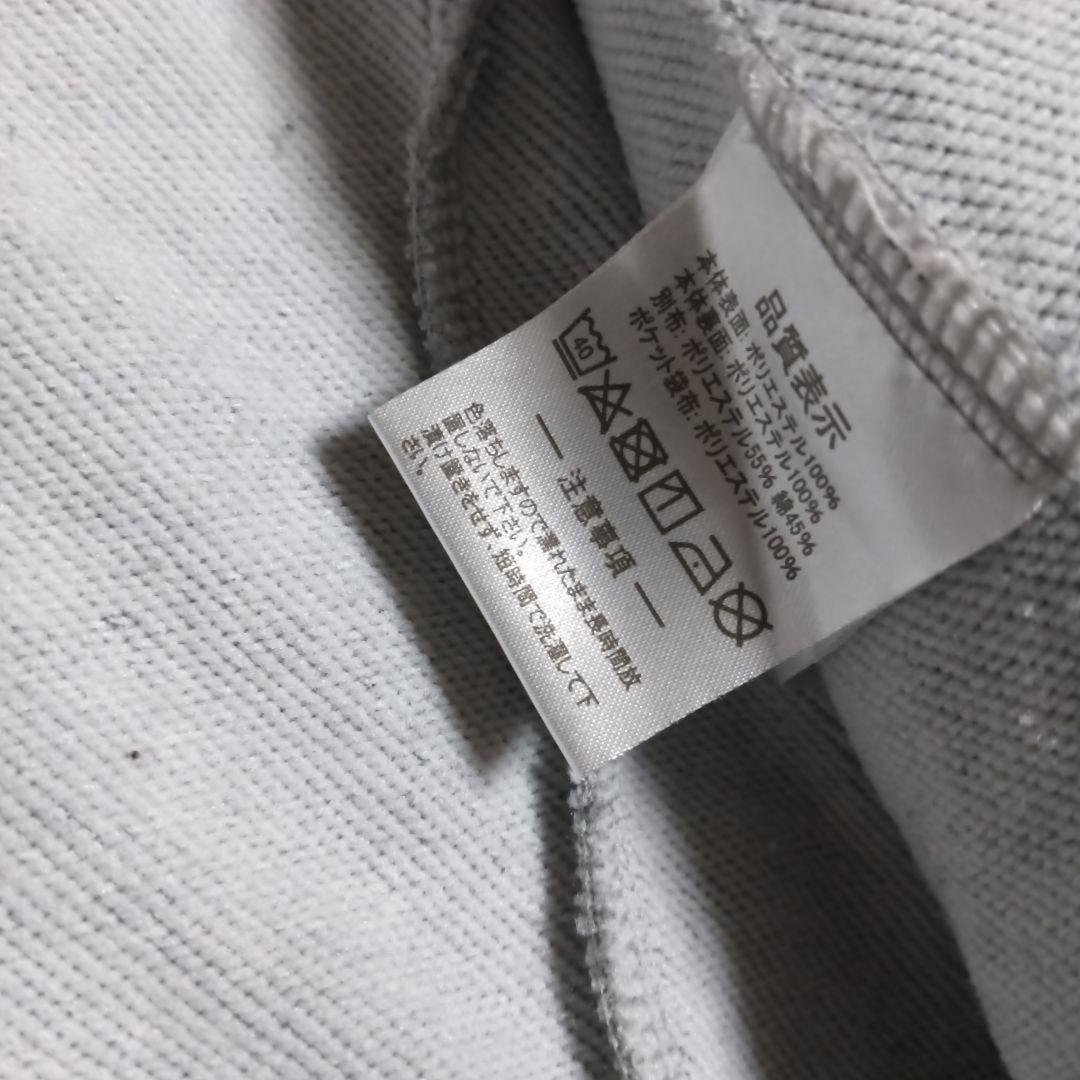 品質表示
本体表面: ポリエステル100%
本体裏面: ポリエステル100%
別布: ポリエステル55% 綿45%
ポケット袋布: ポリエステル100%
40
― 注意事項 ―
色落ちしますので濡れたまま長時間放
置しないで下さい。
漬け置きをせず、短時間で洗濯して下
さい。